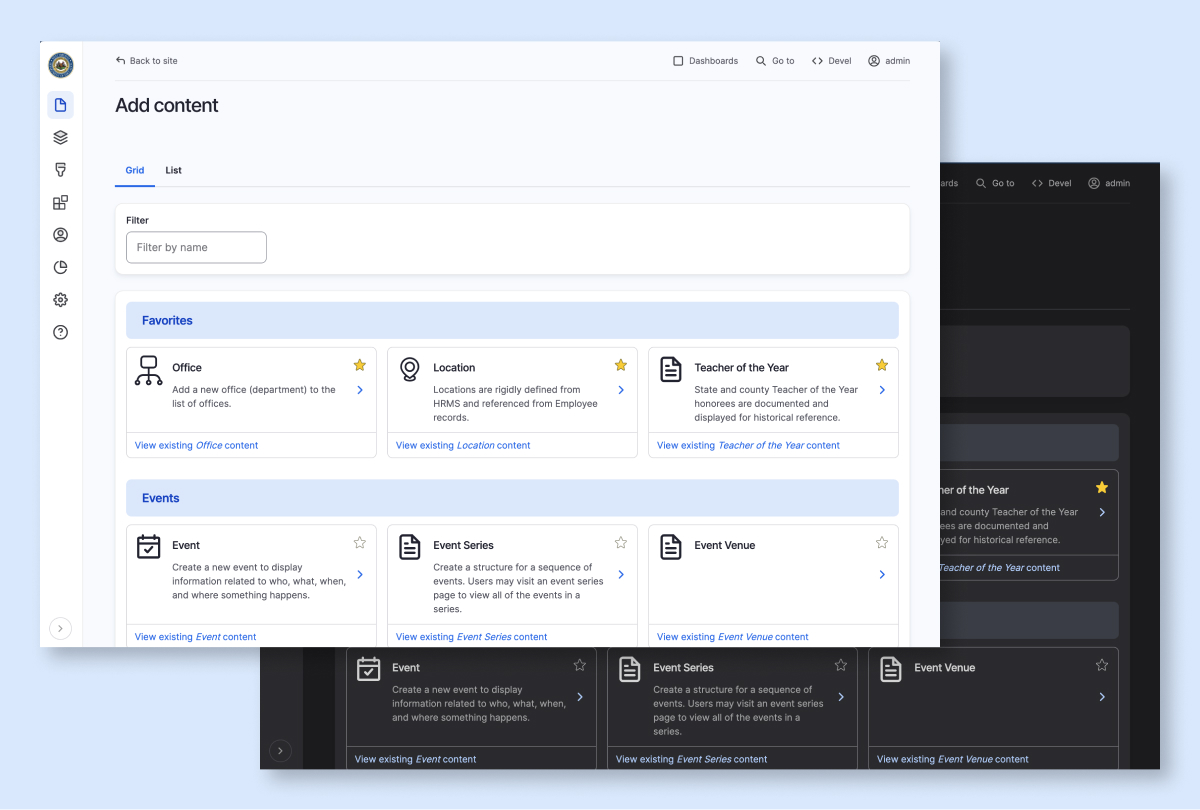 Back to site
Dashboards
Go to
Devel
admin
Add content
Grid
List
Filter
Filter by name
Favorites
Office
Add a new office (department) to the
list of offices.
View existing Office content
Location
Locations are rigidly defined from
HRMS and referenced from Employee
records.
View existing Location content
Teacher of the Year
State and county Teacher of the Year
honorees are documented and
displayed for historical reference.
View existing Teacher of the Year content
Events
Event
Create a new event to display
information related to who, what, when,
and where something happens.
View existing Event content
Event Series
Create a structure for a sequence of
events. Users may visit an event series
page to view all of the events in a
series.
View existing Event Series content
Event Venue
View existing Event Venue content
ards
Go to
Devel
admin
her of the Year
and county Teacher of the Year
ees are documented and
yed for historical reference.
Teacher of the Year content
Event
Create a new event to display
information related to who, what, when,
and where something happens.
View existing Event content
Event Series
Create a structure for a sequence of
events. Users may visit an event series
page to view all of the events in a
series.
View existing Event Series content
Event Venue
View existing Event Venue content